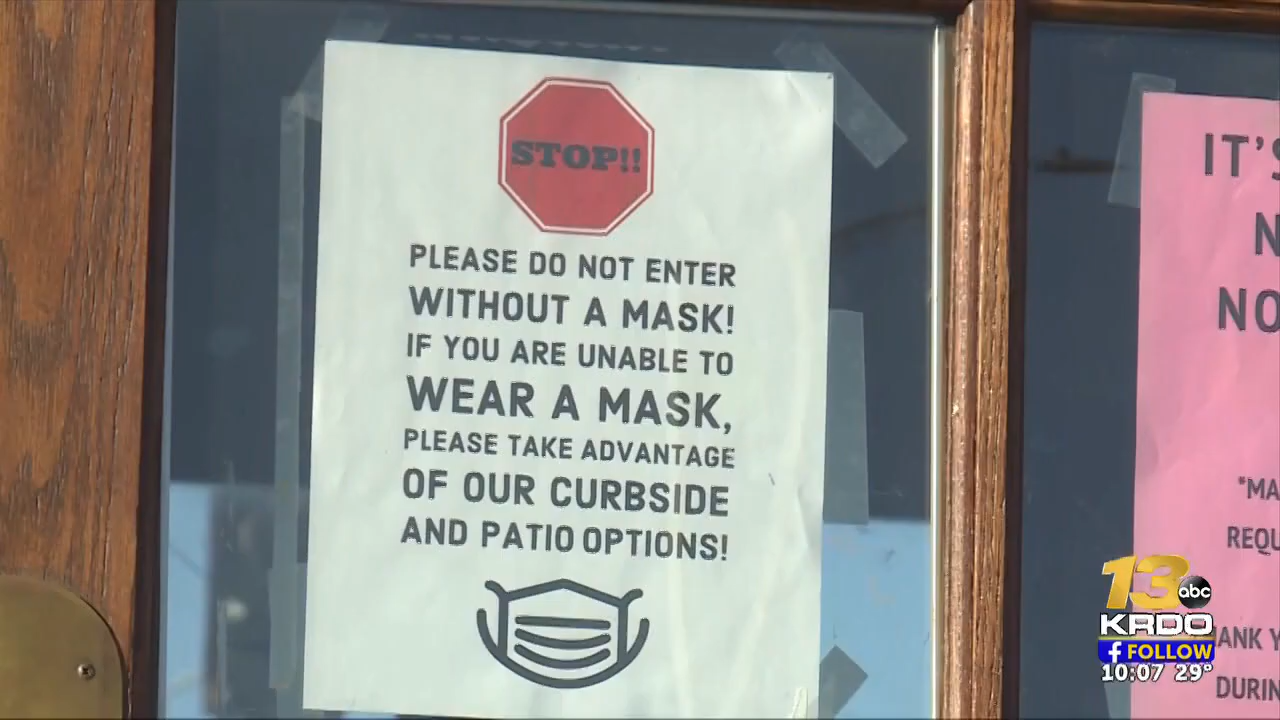 STOP!!
PLEASE DO NOT ENTER
WITHOUT A MASK!
IF YOU ARE UNABLE TO
WEAR A MASK,
PLEASE TAKE ADVANTAGE
OF OUR CURBSIDE
AND PATIO OPTIONS!
IT'S
N
NO
*MA
REQU
ANK Y
DURIN
13 abc
KRDO
f FOLLOW
10:07 29°